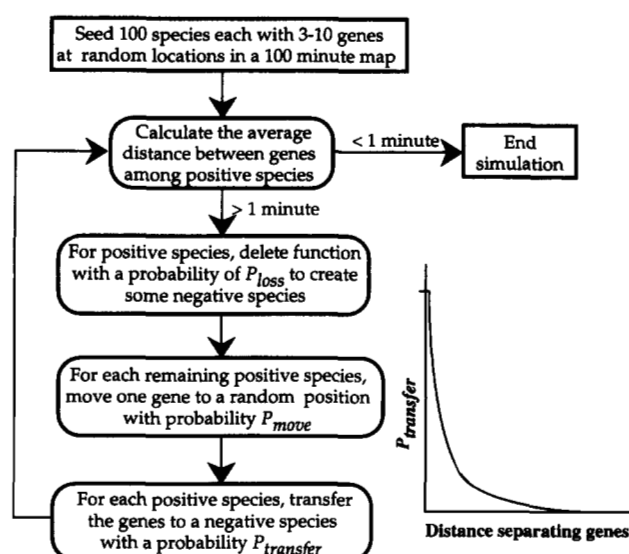 Seed 100 species each with 3-10 genes
at random locations in a 100 minute map
Calculate the average
distance between genes
among positive species
< 1 minute
End
simulation
> 1 minute
For positive species, delete function
with a probability of P_loss to create
some negative species
For each remaining positive species,
move one gene to a random position
with probability P_move
For each positive species, transfer
the genes to a negative species
with a probability P_transfer
P_transfer
Distance separating genes